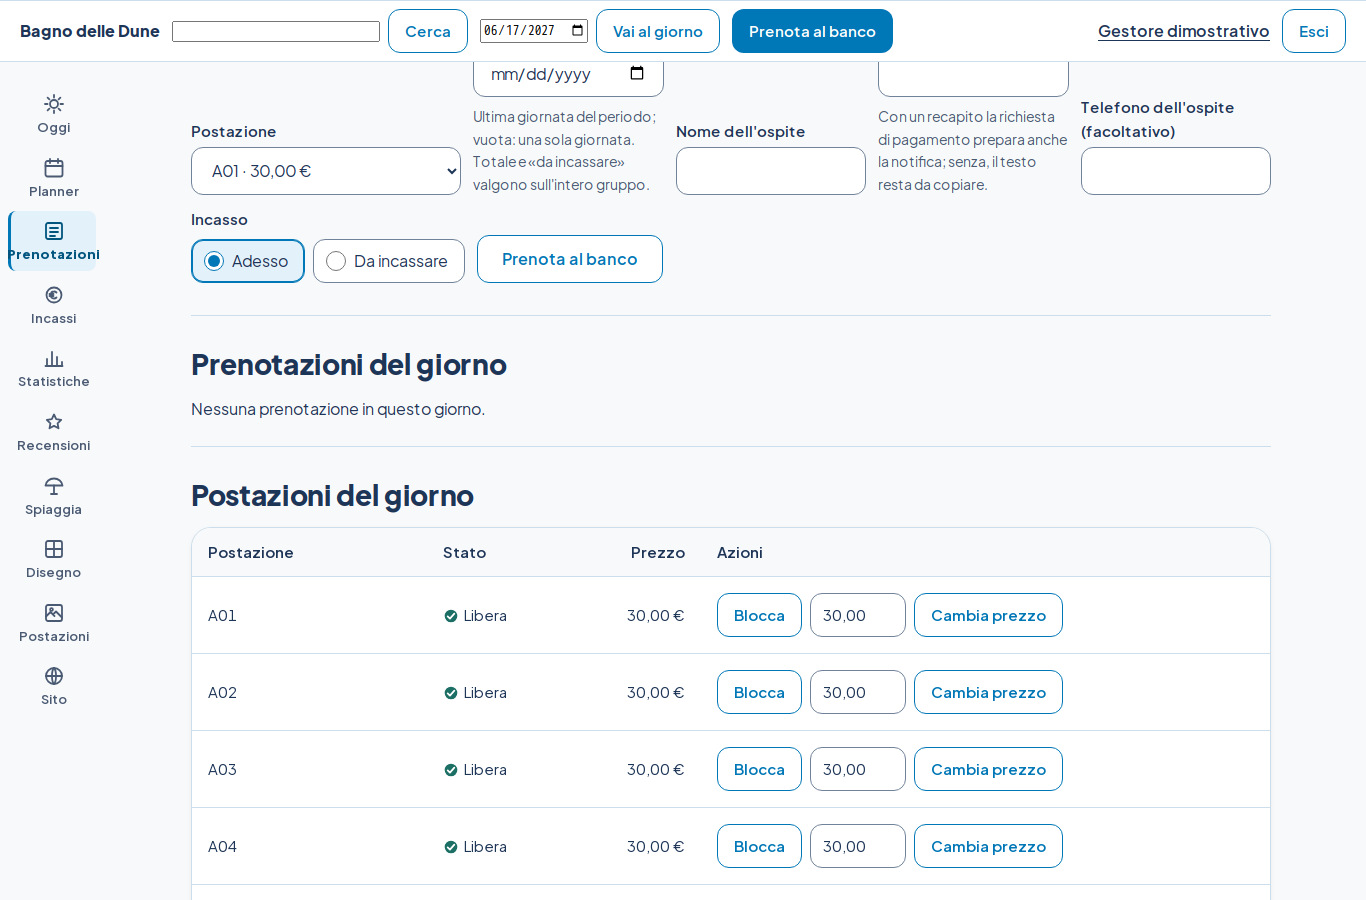 Bagno delle Dune
Cerca
06/17/2027
Vai al giorno
Prenota al banco
Gestore dimostrativo
Esci
Oggi
Planner
Prenotazioni
Incassi
Statistiche
Recensioni
Spiaggia
Disegno
Postazioni
Sito
Postazione
A01 · 30,00 €
mm/dd/yyyy
Ultima giornata del periodo;
vuota: una sola giornata.
Totale e «da incassare»
valgono sull'intero gruppo.
Nome dell'ospite
Con un recapito la richiesta
di pagamento prepara anche
la notifica; senza, il testo
resta da copiare.
Telefono dell'ospite
(facoltativo)
Incasso
Adesso
Da incassare
Prenota al banco
Prenotazioni del giorno
Nessuna prenotazione in questo giorno.
Postazioni del giorno
Postazione Stato Prezzo Azioni
A01 Libera 30,00 € Blocca 30,00 Cambia prezzo
A02 Libera 30,00 € Blocca 30,00 Cambia prezzo
A03 Libera 30,00 € Blocca 30,00 Cambia prezzo
A04 Libera 30,00 € Blocca 30,00 Cambia prezzo